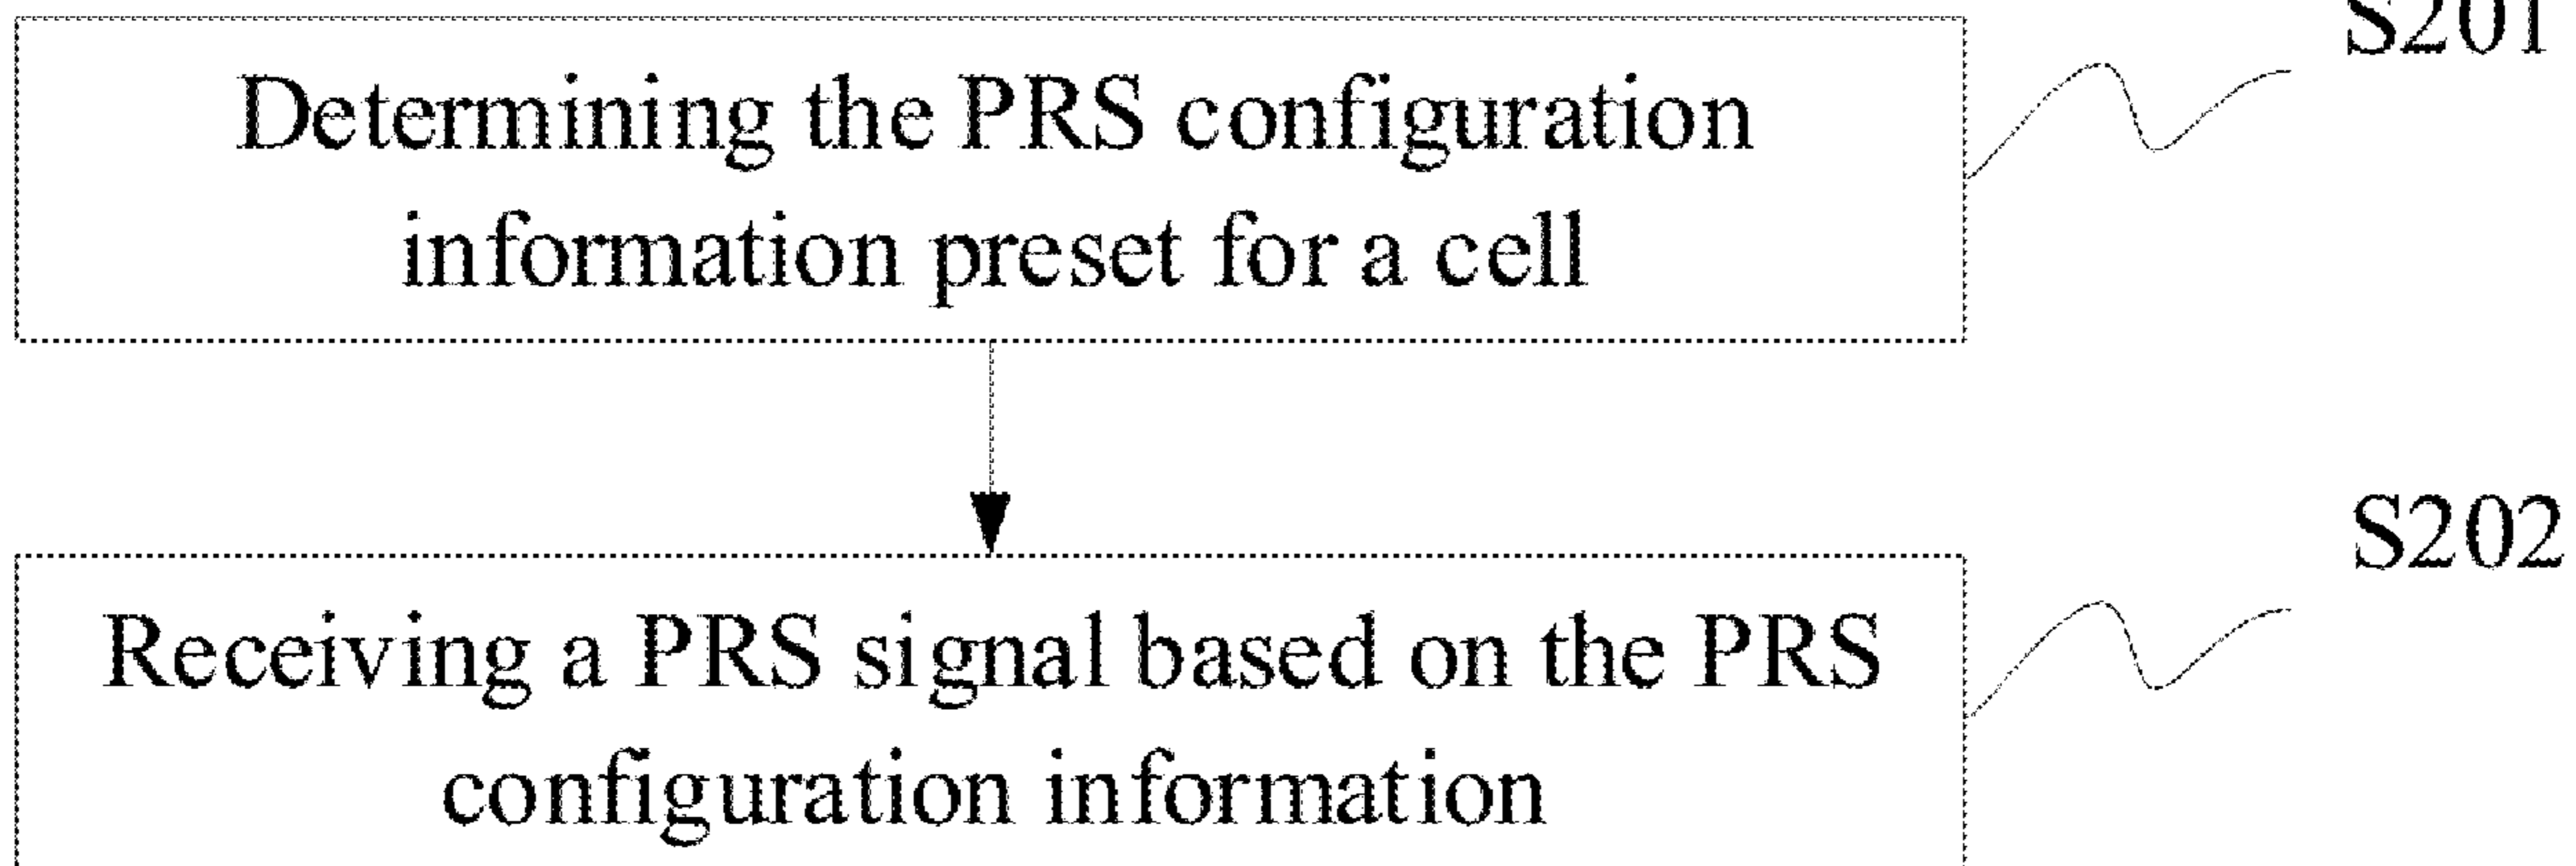 S201
Determining the PRS configuration
information preset for a cell
S202
Receiving a PRS signal based on the PRS
configuration information